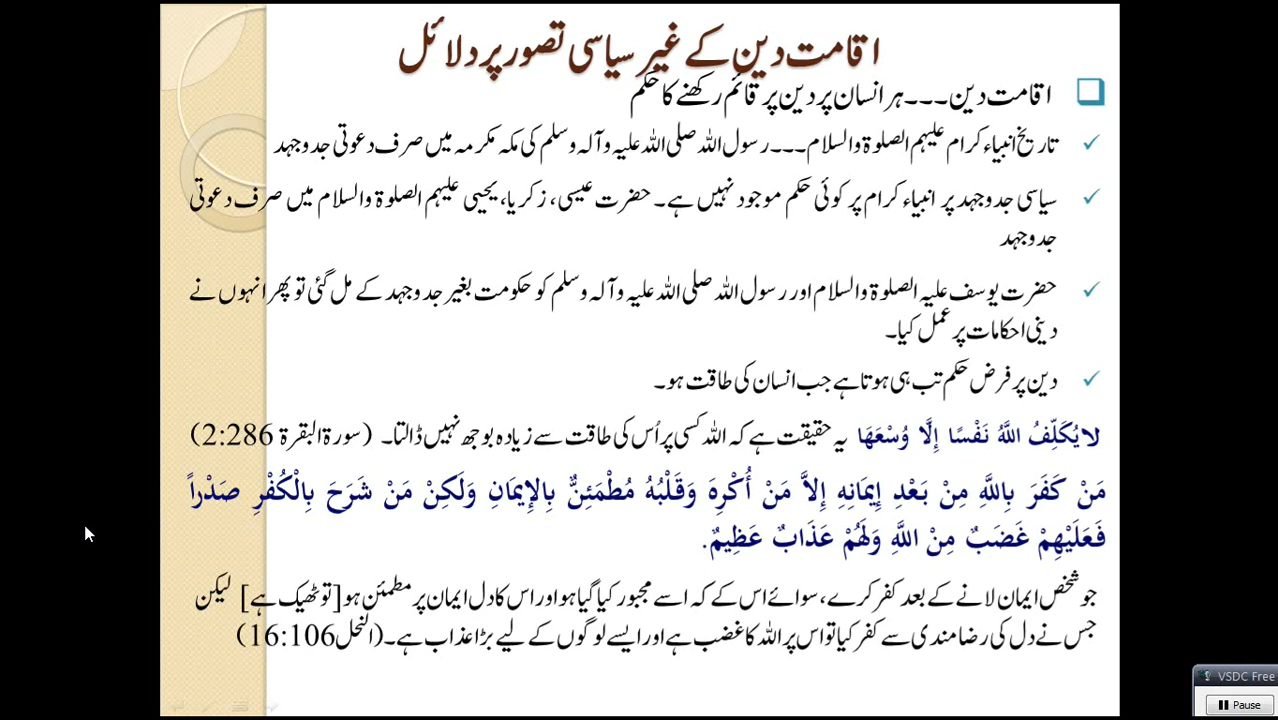 اقامت دین کے غیر سیاسی تصور پر دلائل
اقامت دین۔۔۔ہر انسان پر دین پر قائم رکھنے کا حکم
تاریخ انبیاء کرام علیہم الصلوۃ والسلام۔۔۔رسول اللہ صلی اللہ علیہ وآلہ وسلم کی مکہ مکرمہ میں صرف دعوتی جدوجہد
سیاسی جدوجہد پر انبیاء کرام پر کوئی حکم موجود نہیں ہے۔ حضرت عیسی، زکریا، یحیی علیہم الصلوۃ والسلام میں صرف دعوتی
جدوجہد
حضرت یوسف علیہ الصلوۃ والسلام اور رسول اللہ صلی اللہ علیہ وآلہ وسلم کو حکومت بغیر جدوجہد کے مل گئی تو پھر انہوں نے
دینی احکامات پر عمل کیا۔
دین پر فرض حکم تب ہی ہوتا ہے جب انسان کی طاقت ہو۔
لا يُكَلِّفُ اللَّهُ نَفْسًا إِلَّا وُسْعَهَا یہ حقیقت ہے کہ اللہ کسی پر اُس کی طاقت سے زیادہ بوجھ نہیں ڈالتا۔ (سورۃ البقرۃ 2:286)
مَنْ كَفَرَ بِاللَّهِ مِنْ بَعْدِ إِيمَانِهِ إِلاَّ مَنْ أُكْرِهَ وَقَلْبُهُ مُطْمَئِنٌّ بِالإِيمَانِ وَلَكِنْ مَنْ شَرَحَ بِالْكُفْرِ صَدْراً
فَعَلَيْهِمْ غَضَبٌ مِنْ اللَّهِ وَلَهُمْ عَذَابٌ عَظِيمٌ.
جو شخص ایمان لانے کے بعد کفر کرے، سوائے اس کے کہ اسے مجبور کیا گیا ہو اور اس کا دل ایمان پر مطمئن ہو [تو ٹھیک ہے] لیکن
جس نے دل کی رضا مندی سے کفر کیا تو اس پر اللہ کا غضب ہے اور ایسے لوگوں کے لیے بڑا عذاب ہے۔ (النحل 16:106)
VSDC Free
Pause